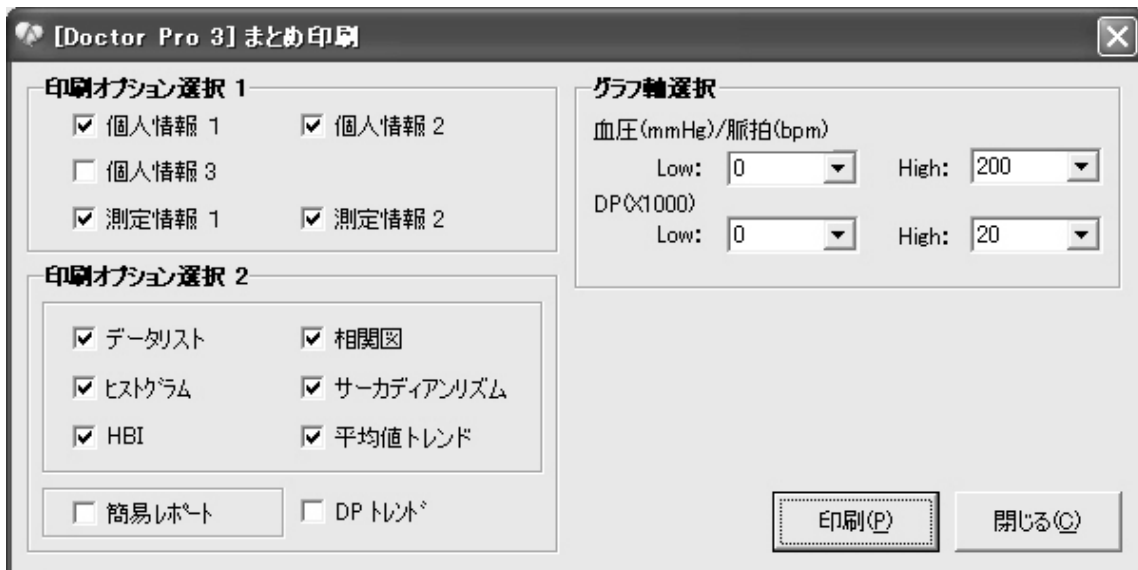 [Doctor Pro 3] まとめ印刷
印刷オプション選択 1
個人情報 1 個人情報 2
個人情報 3
測定情報 1 測定情報 2
印刷オプション選択 2
データリスト 相関図
ﾋｽﾄｸﾞﾗﾑ サーカディアンリズム
HBI 平均値トレンド
簡易ﾚﾎﾟｰﾄ DP ﾄﾚﾝﾄﾞ
グラフ軸選択
血圧(mmHg)/脈拍(bpm)
Low: 0 High: 200
DP(X1000)
Low: 0 High: 20
印刷(P) 閉じる(C)